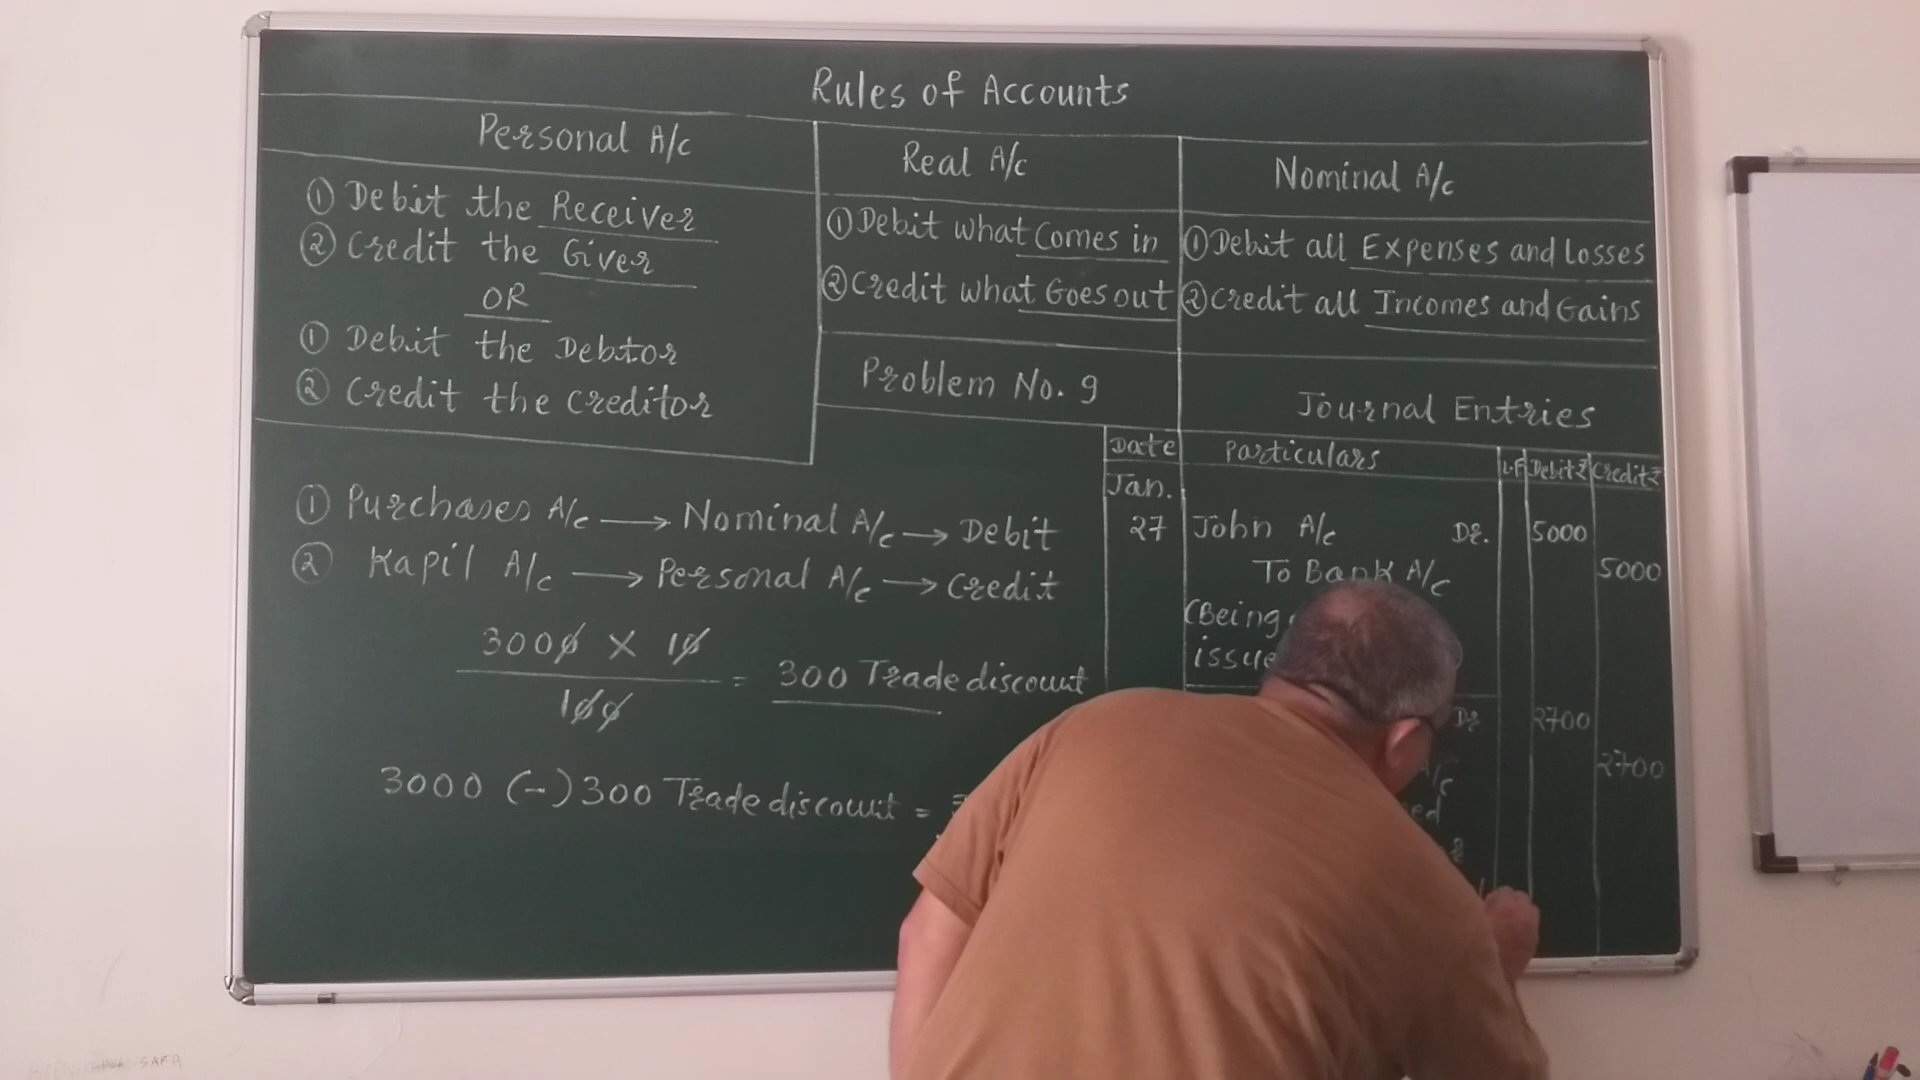 Rules of Accounts
Personal A/c
① Debit the Receiver
② Credit the Giver
OR
① Debit the Debtor
② Credit the Creditor
Real A/c
① Debit what Comes in
② Credit what Goes out
Nominal A/c
① Debit all Expenses and Losses
② Credit all Incomes and Gains
Problem No. 9
① Purchases A/c → Nominal A/c → Debit
② Kapil A/c → Personal A/c → Credit
3000 X 10
100
= 300 Trade discount
3000 (-) 300 Trade discount =
Journal Entries
Date Particulars L.F Debit ₹ Credit ₹
Jan.
27 John A/c Dr. 5000
To Bank A/c 5000
(Being
Dr 2700
A/c 2700